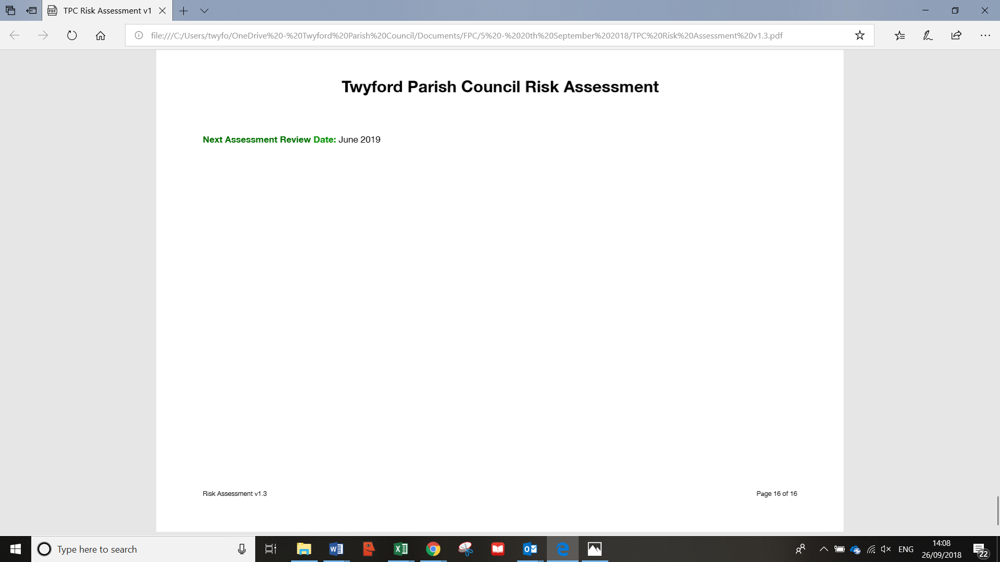 TPC Risk Assessment v1
file:///C:/Users/twyfo/OneDrive%20-%20Twyford%20Parish%20Council/Documents/FPC/5%20-%2020th%20September%202018/TPC%20Risk%20Assessment%20v1.3.pdf
Twyford Parish Council Risk Assessment
Next Assessment Review Date: June 2019
Risk Assessment v1.3
Page 16 of 16
Type here to search
ENG
14:08
26/09/2018
22